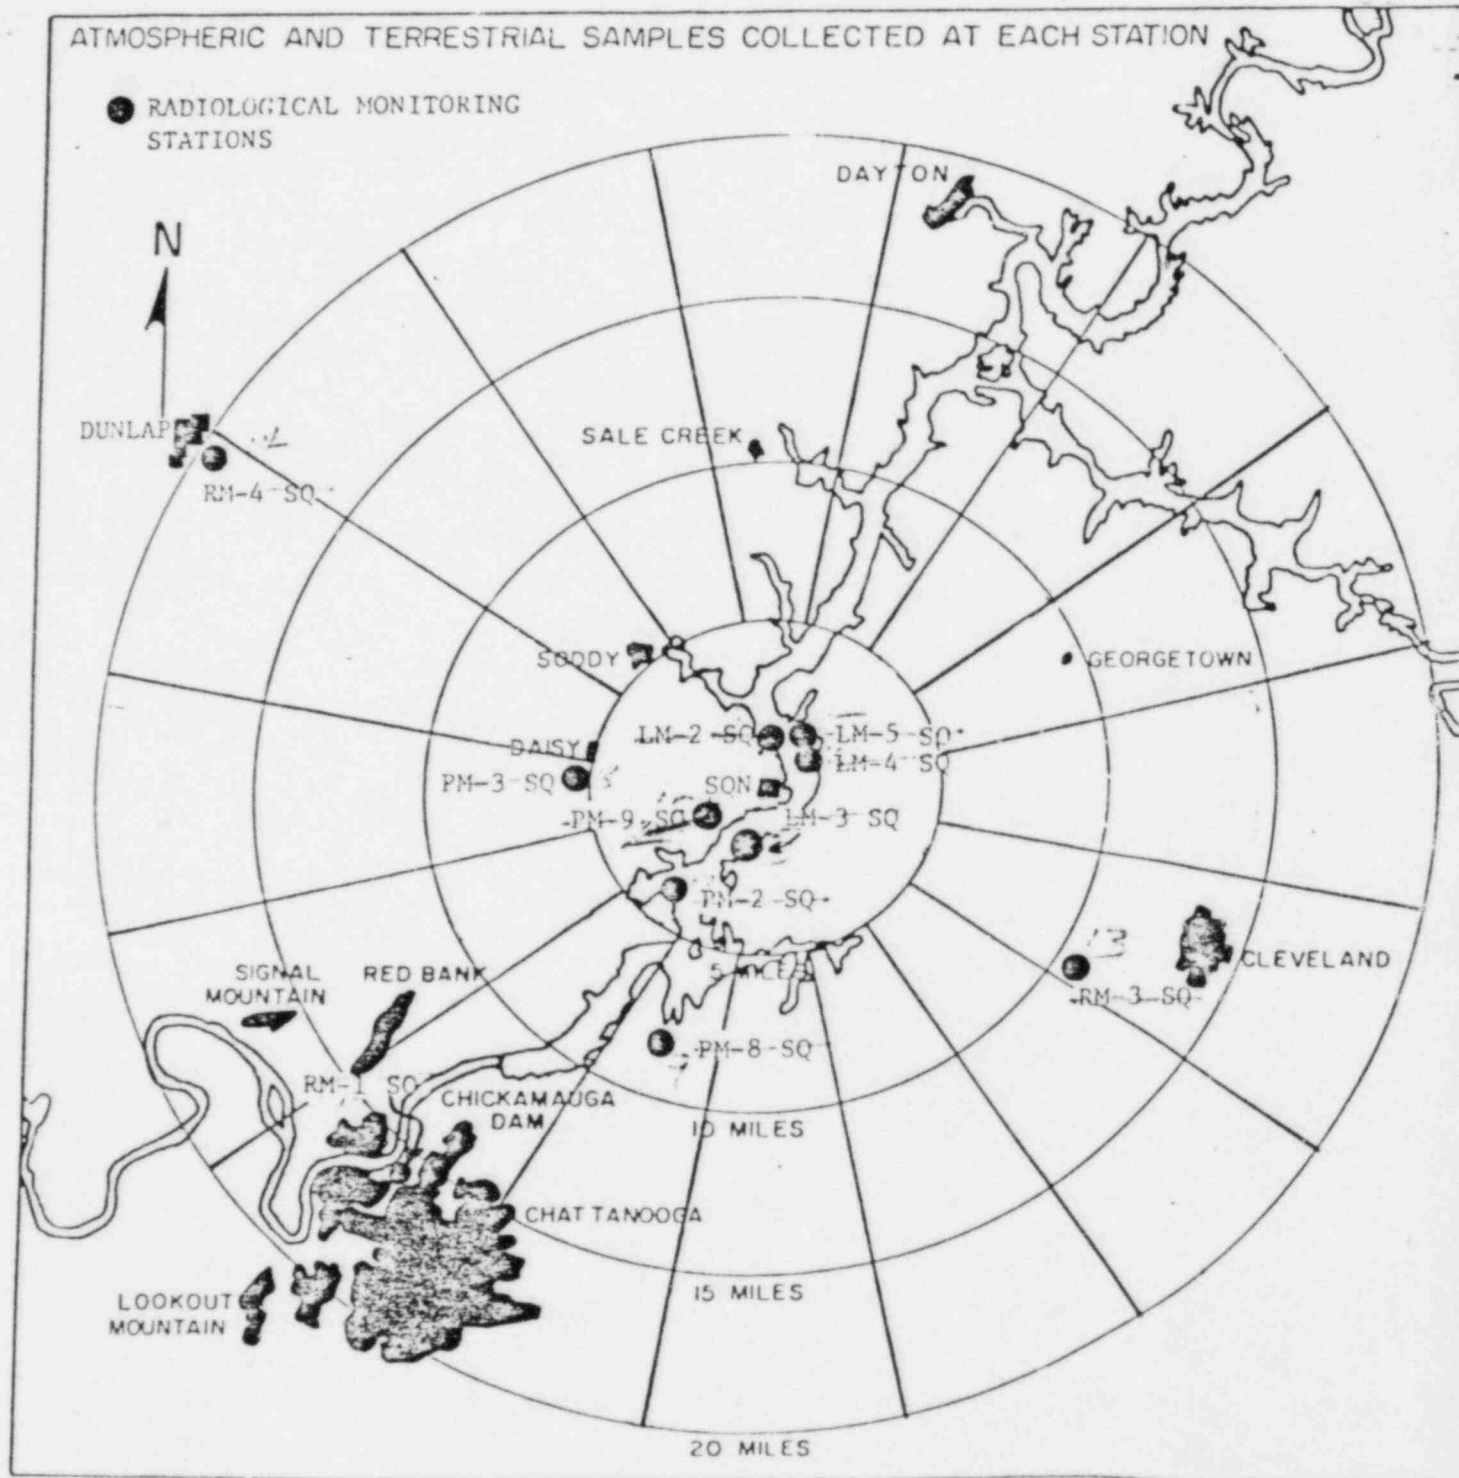 ATMOSPHERIC AND TERRESTRIAL SAMPLES COLLECTED AT EACH STATION
RADIOLOGICAL MONITORING
STATIONS
N
DAYTON
DUNLAP
RM-4 SQ
SALE CREEK
SODDY
GEORGETOWN
LM-2 SQ
LM-5 SQ
DAISY
LM-4 SQ
PM-3 SQ
SQN
PM-9 SQ
LM-3 SQ
PM-2 SQ
13
CLEVELAND
RM-3 SQ
SIGNAL
MOUNTAIN
RED BANK
5 MILES
PM-8 SQ
RM-1 SQ
CHICKAMAUGA
DAM
10 MILES
CHATTANOOGA
LOOKOUT
MOUNTAIN
15 MILES
20 MILES